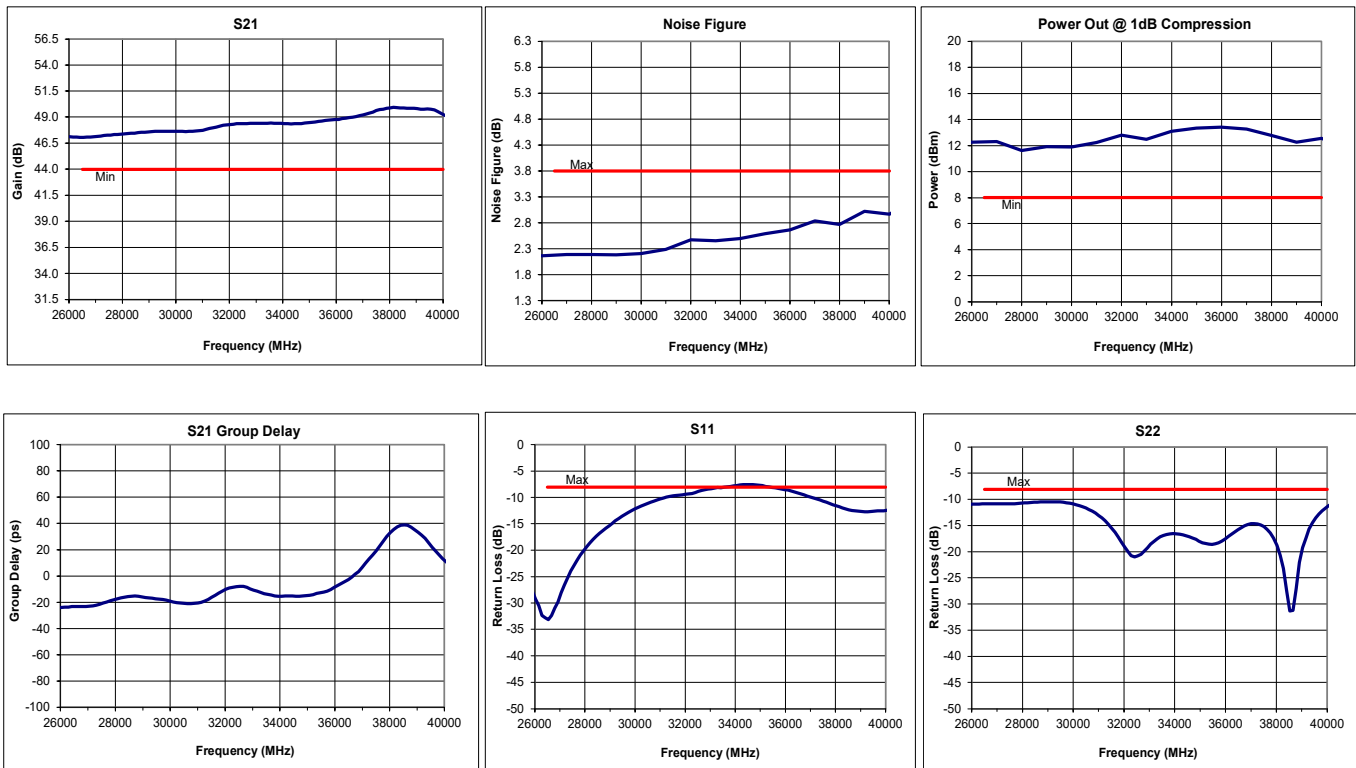 S21
56.5
54.0
51.5
49.0
46.5
44.0
41.5
39.0
36.5
34.0
31.5
Gain (dB)
Min
26000 28000 30000 32000 34000 36000 38000 40000
Frequency (MHz)
Noise Figure
6.3
5.8
5.3
4.8
4.3
3.8
3.3
2.8
2.3
1.8
1.3
Noise Figure (dB)
Max
26000 28000 30000 32000 34000 36000 38000 40000
Frequency (MHz)
Power Out @ 1dB Compression
20
18
16
14
12
10
8
6
4
2
0
Power (dBm)
Min
26000 28000 30000 32000 34000 36000 38000 40000
Frequency (MHz)
S21 Group Delay
100
80
60
40
20
0
-20
-40
-60
-80
-100
Group Delay (ps)
26000 28000 30000 32000 34000 36000 38000 40000
Frequency (MHz)
S11
0
-5
-10
-15
-20
-25
-30
-35
-40
-45
-50
Return Loss (dB)
Max
26000 28000 30000 32000 34000 36000 38000 40000
Frequency (MHz)
S22
0
-5
-10
-15
-20
-25
-30
-35
-40
-45
-50
Return Loss (dB)
Max
26000 28000 30000 32000 34000 36000 38000 40000
Frequency (MHz)